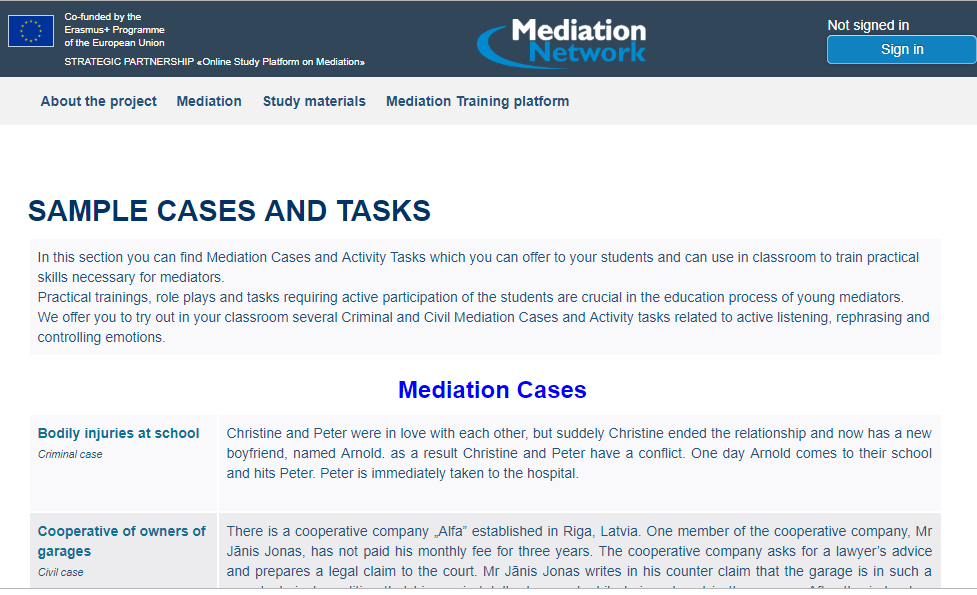 Co-funded by the
Erasmus+ Programme
of the European Union
STRATEGIC PARTNERSHIP «Online Study Platform on Mediation»
Mediation
Network
Not signed in
Sign in
About the project Mediation Study materials Mediation Training platform
SAMPLE CASES AND TASKS
In this section you can find Mediation Cases and Activity Tasks which you can offer to your students and can use in classroom to train practical
skills necessary for mediators.
Practical trainings, role plays and tasks requiring active participation of the students are crucial in the education process of young mediators.
We offer you to try out in your classroom several Criminal and Civil Mediation Cases and Activity tasks related to active listening, rephrasing and
controlling emotions.
Mediation Cases
Bodily injuries at school
Criminal case
Christine and Peter were in love with each other, but suddely Christine ended the relationship and now has a new
boyfriend, named Arnold. as a result Christine and Peter have a conflict. One day Arnold comes to their school
and hits Peter. Peter is immediately taken to the hospital.
Cooperative of owners of
garages
Civil case
There is a cooperative company „Alfa” established in Riga, Latvia. One member of the cooperative company, Mr
Jānis Jonas, has not paid his monthly fee for three years. The cooperative company asks for a lawyer’s advice
and prepares a legal claim to the court. Mr Jānis Jonas writes in his counter claim that the garage is in such a